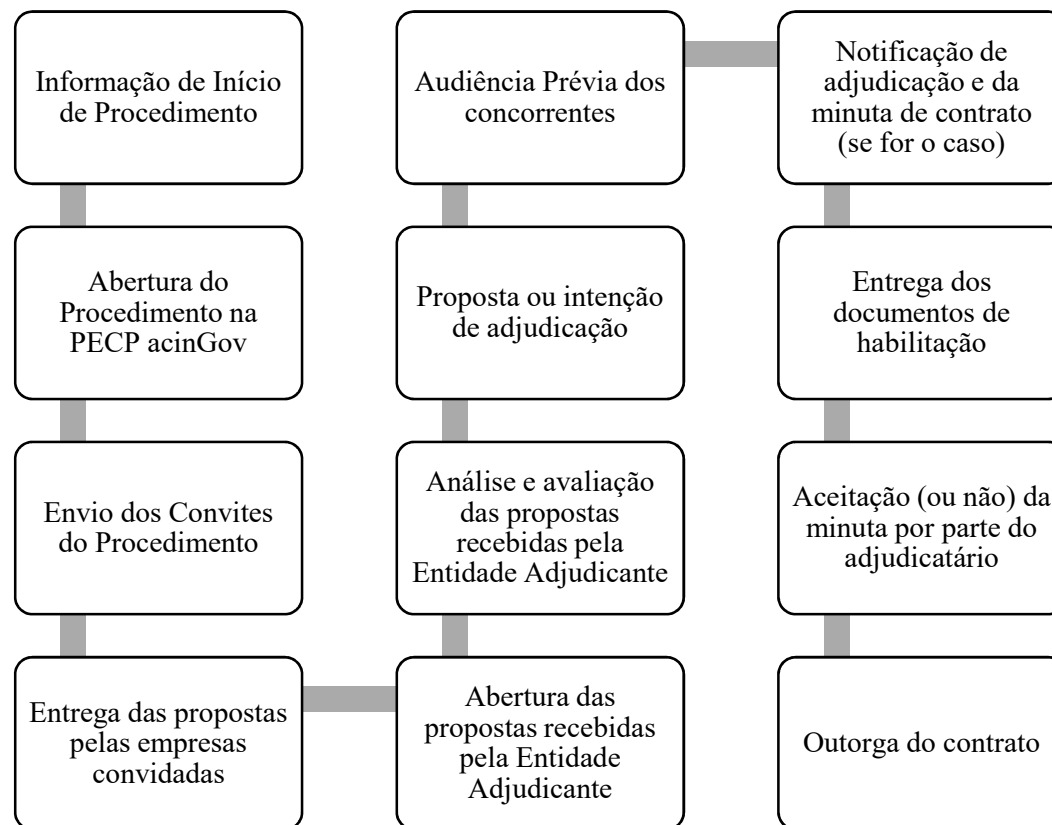 Informação de Início
de Procedimento
Abertura do
Procedimento na
PECP acinGov
Envio dos Convites
do Procedimento
Entrega das propostas
pelas empresas
convidadas
Abertura das
propostas recebidas
pela Entidade
Adjudicante
Análise e avaliação
das propostas
recebidas pela
Entidade Adjudicante
Proposta ou intenção
de adjudicação
Audiência Prévia dos
concorrentes
Notificação de
adjudicação e da
minuta de contrato
(se for o caso)
Entrega dos
documentos de
habilitação
Aceitação (ou não) da
minuta por parte do
adjudicatário
Outorga do contrato